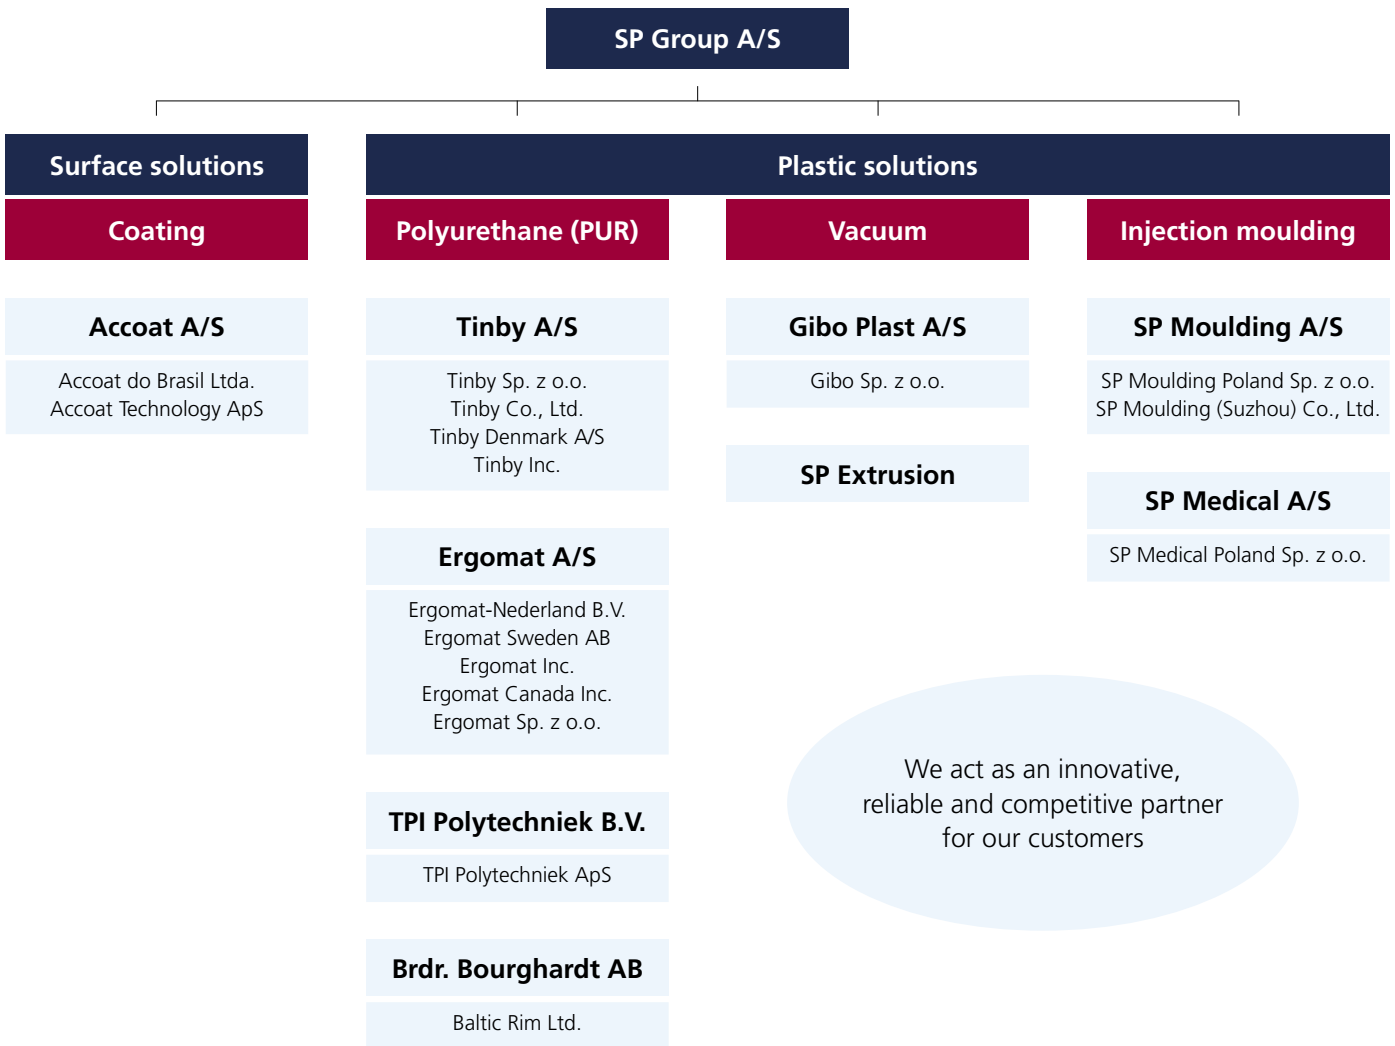 SP Group A/S
Surface solutions
Plastic solutions
Coating
Polyurethane (PUR)
Vacuum
Injection moulding
Accoat A/S
Accoat do Brasil Ltda.
Accoat Technology ApS
Tinby A/S
Tinby Sp. z o.o.
Tinby Co., Ltd.
Tinby Denmark A/S
Tinby Inc.
Ergomat A/S
Ergomat-Nederland B.V.
Ergomat Sweden AB
Ergomat Inc.
Ergomat Canada Inc.
Ergomat Sp. z o.o.
TPI Polytechniek B.V.
TPI Polytechniek ApS
Brdr. Bourghardt AB
Baltic Rim Ltd.
Gibo Plast A/S
Gibo Sp. z o.o.
SP Extrusion
SP Moulding A/S
SP Moulding Poland Sp. z o.o.
SP Moulding (Suzhou) Co., Ltd.
SP Medical A/S
SP Medical Poland Sp. z o.o.
We act as an innovative,
reliable and competitive partner
for our customers